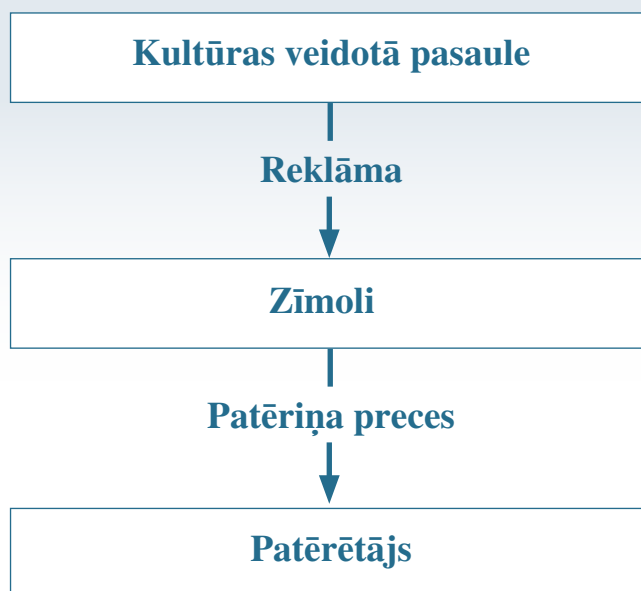 Kultūras veidotā pasaule
Reklāma
Zīmoli
Patēriņa preces
Patērētājs